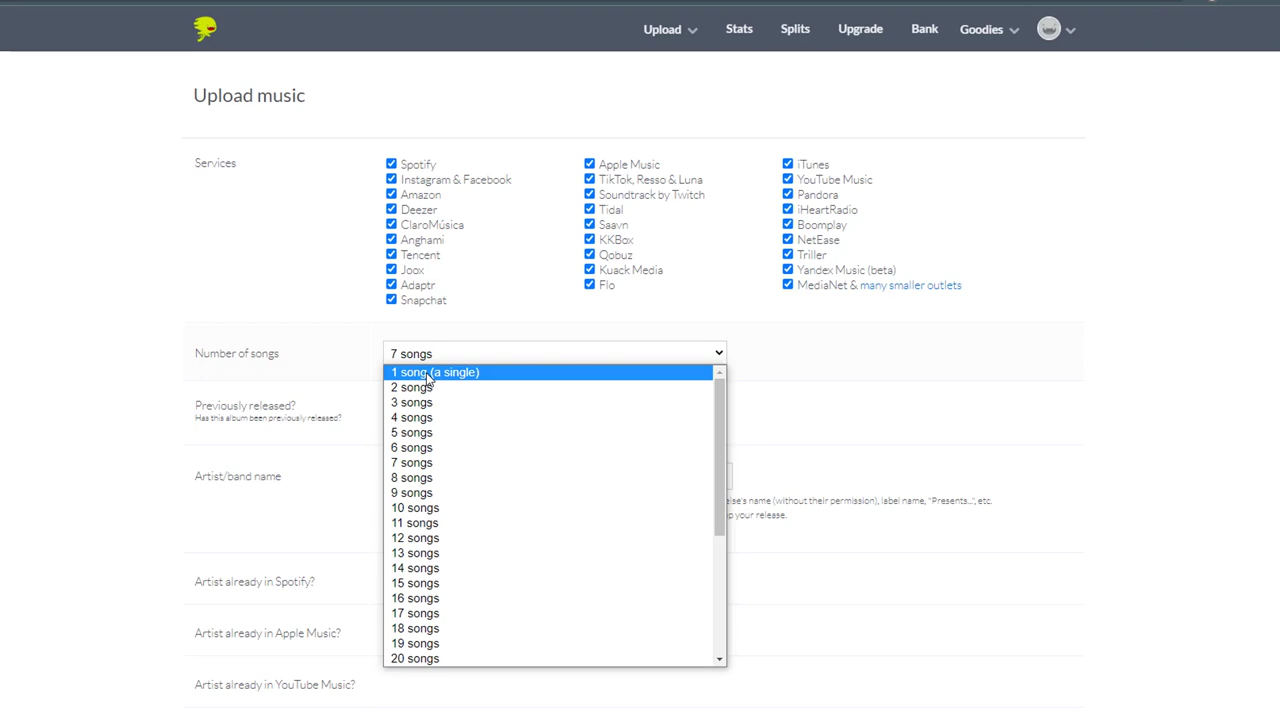 Upload Stats Splits Upgrade Bank Goodies
Upload music
Services
Spotify Apple Music iTunes
Instagram & Facebook TikTok, Resso & Luna YouTube Music
Amazon Soundtrack by Twitch Pandora
Deezer Tidal iHeartRadio
ClaroMúsica Saavn Boomplay
Anghami KKBox NetEase
Tencent Qobuz Triller
Joox Kuack Media Yandex Music (beta)
Adaptr Flo MediaNet & many smaller outlets
Snapchat
Number of songs 7 songs
1 song (a single)
2 songs
3 songs
Previously released?
Has this album been previously released?
4 songs
5 songs
6 songs
7 songs
Artist/band name
8 songs
9 songs
else's name (without their permission), label name, "Presents...", etc.
10 songs
p your release.
11 songs
12 songs
13 songs
14 songs
Artist already in Spotify?
15 songs
16 songs
17 songs
18 songs
Artist already in Apple Music?
19 songs
20 songs
Artist already in YouTube Music?